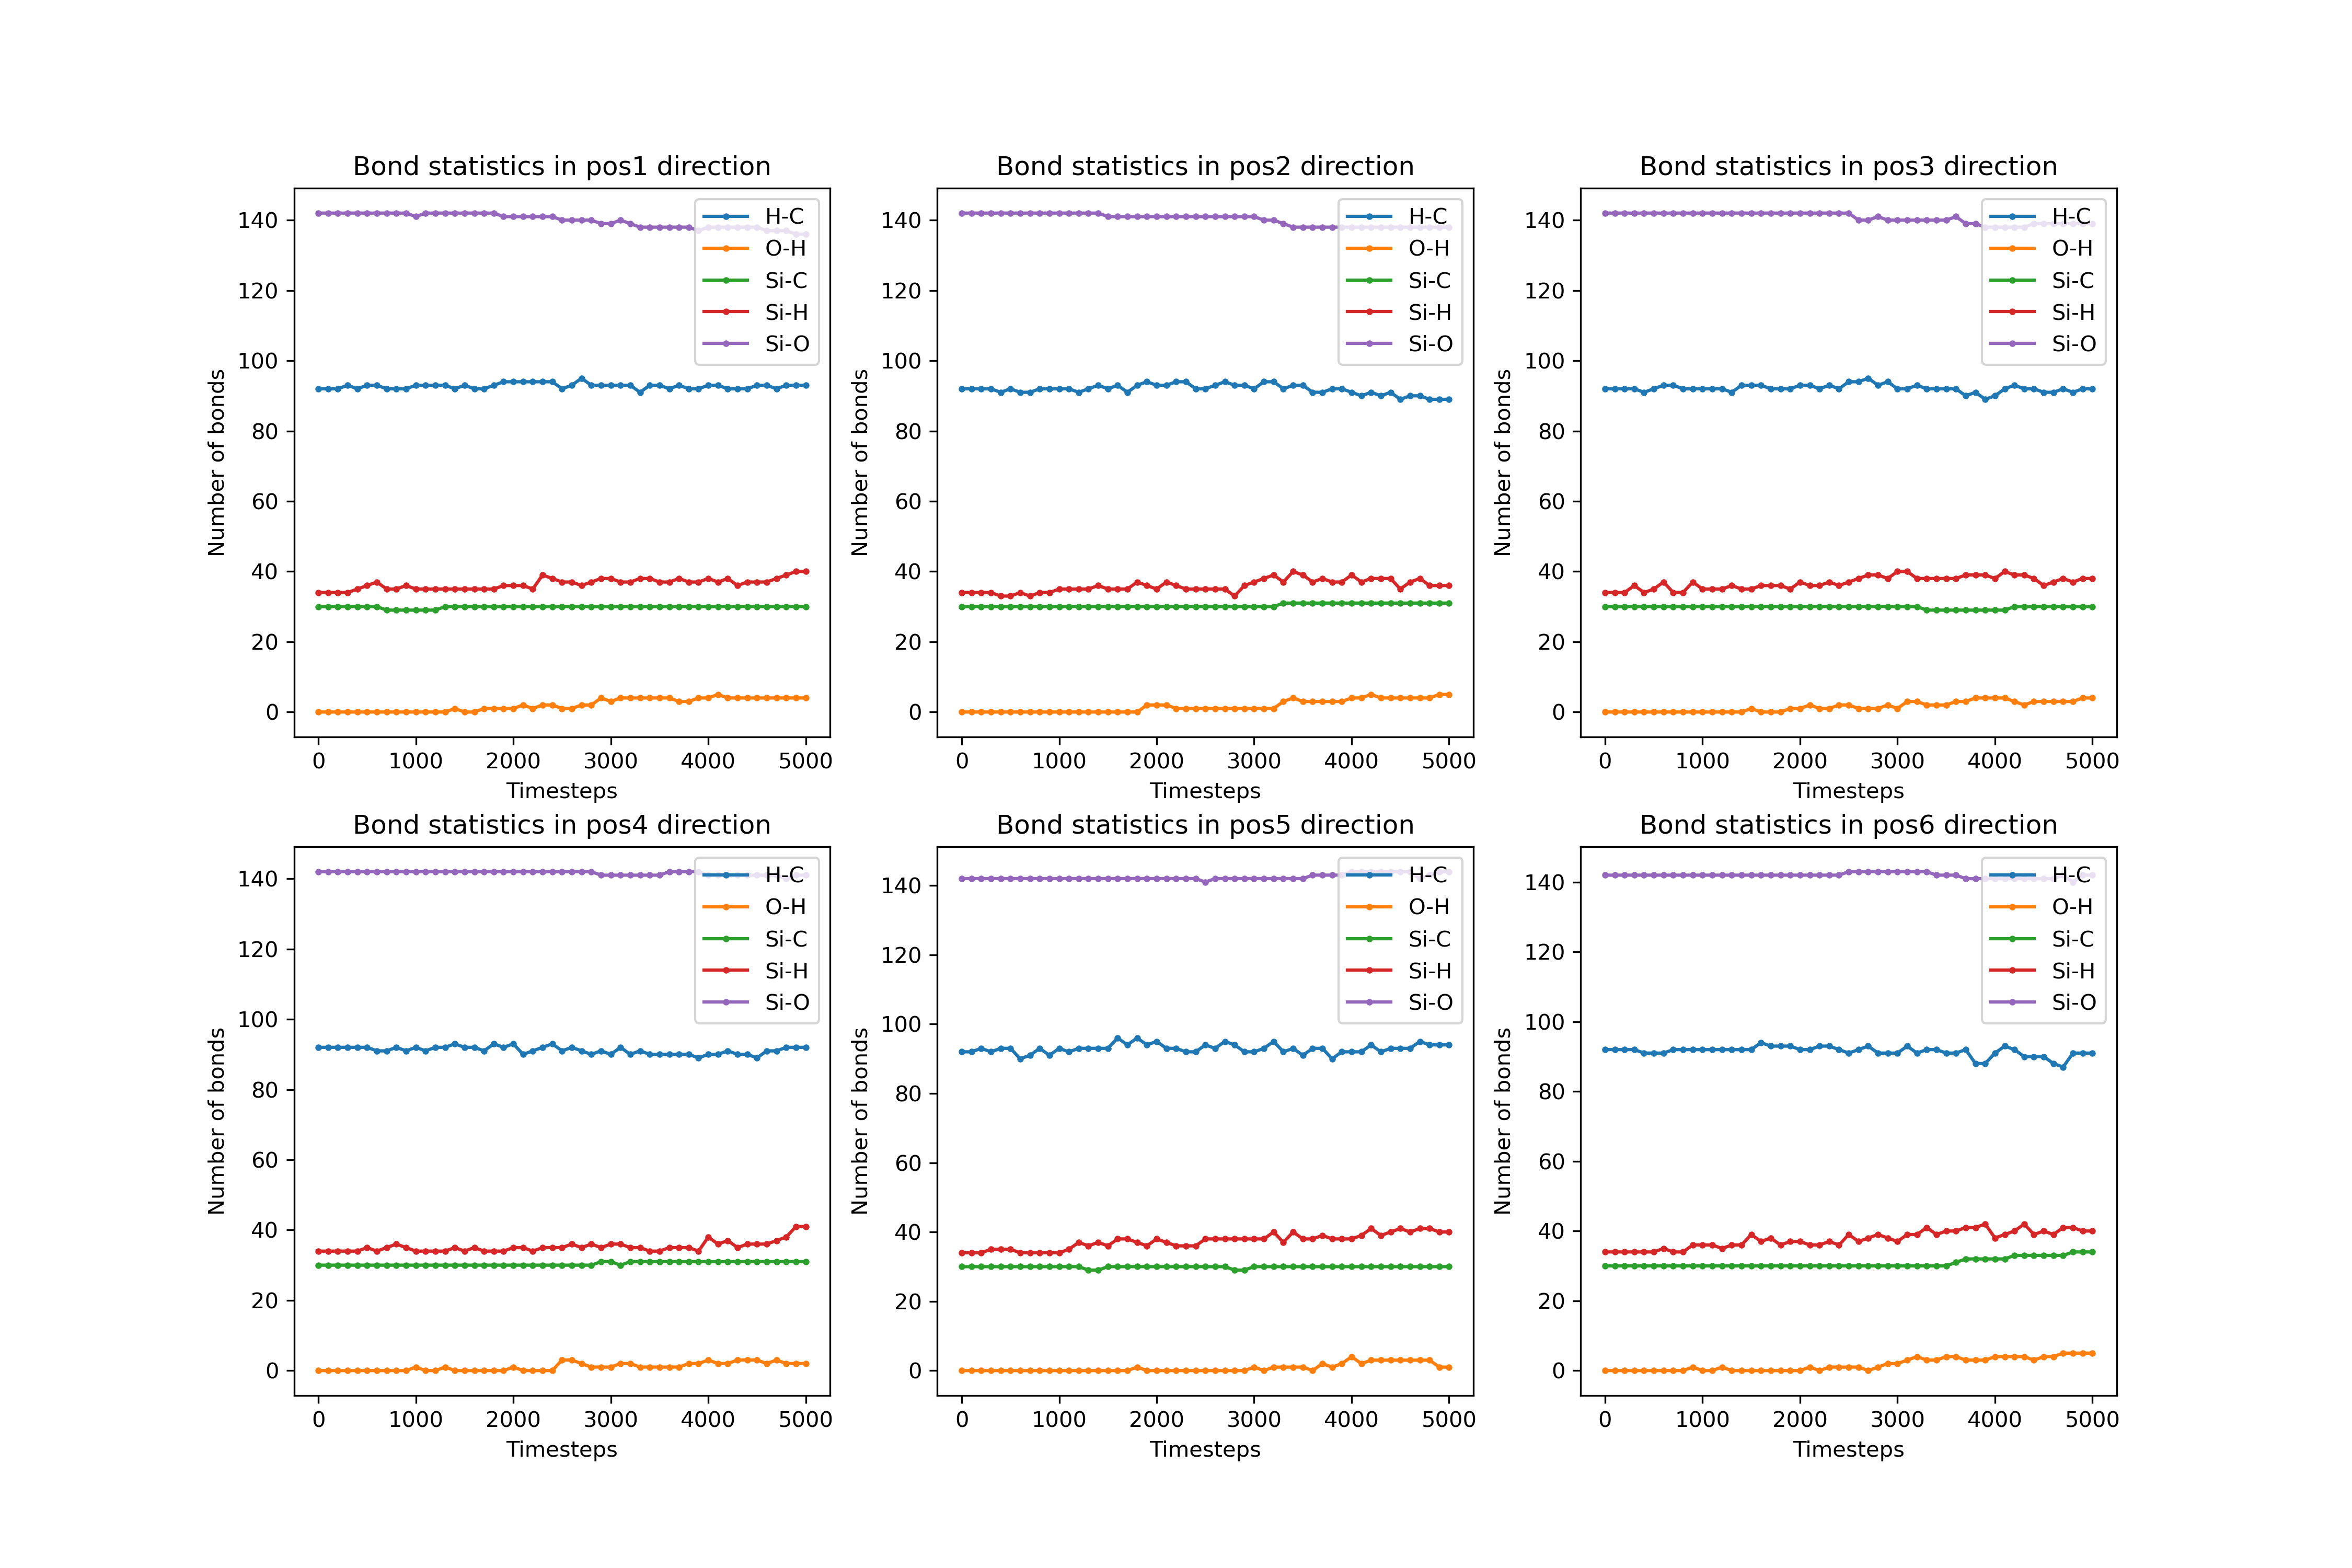 Bond statistics in pos1 direction
Number of bonds
140
120
100
80
60
40
20
0
0 1000 2000 3000 4000 5000
Timesteps
H-C
O-H
Si-C
Si-H
Si-O
Bond statistics in pos2 direction
Number of bonds
140
120
100
80
60
40
20
0
0 1000 2000 3000 4000 5000
Timesteps
H-C
O-H
Si-C
Si-H
Si-O
Bond statistics in pos3 direction
Number of bonds
140
120
100
80
60
40
20
0
0 1000 2000 3000 4000 5000
Timesteps
H-C
O-H
Si-C
Si-H
Si-O
Bond statistics in pos4 direction
Number of bonds
140
120
100
80
60
40
20
0
0 1000 2000 3000 4000 5000
Timesteps
H-C
O-H
Si-C
Si-H
Si-O
Bond statistics in pos5 direction
Number of bonds
140
120
100
80
60
40
20
0
0 1000 2000 3000 4000 5000
Timesteps
H-C
O-H
Si-C
Si-H
Si-O
Bond statistics in pos6 direction
Number of bonds
140
120
100
80
60
40
20
0
0 1000 2000 3000 4000 5000
Timesteps
H-C
O-H
Si-C
Si-H
Si-O